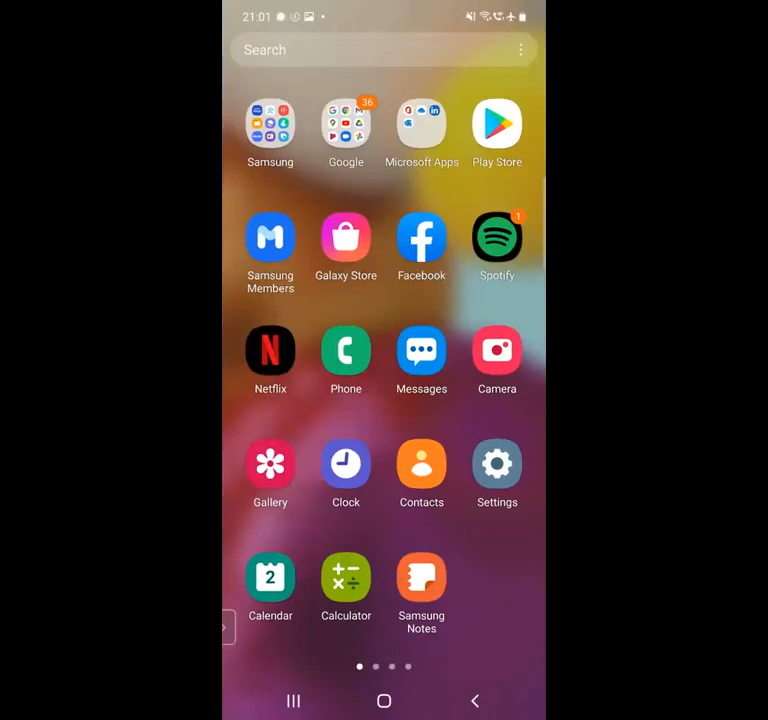 21:01
Search
36
Samsung Google Microsoft Apps Play Store
1
Samsung Members Galaxy Store Facebook Spotify
N
Netflix Phone Messages Camera
Gallery Clock Contacts Settings
2
Calendar Calculator Samsung Notes